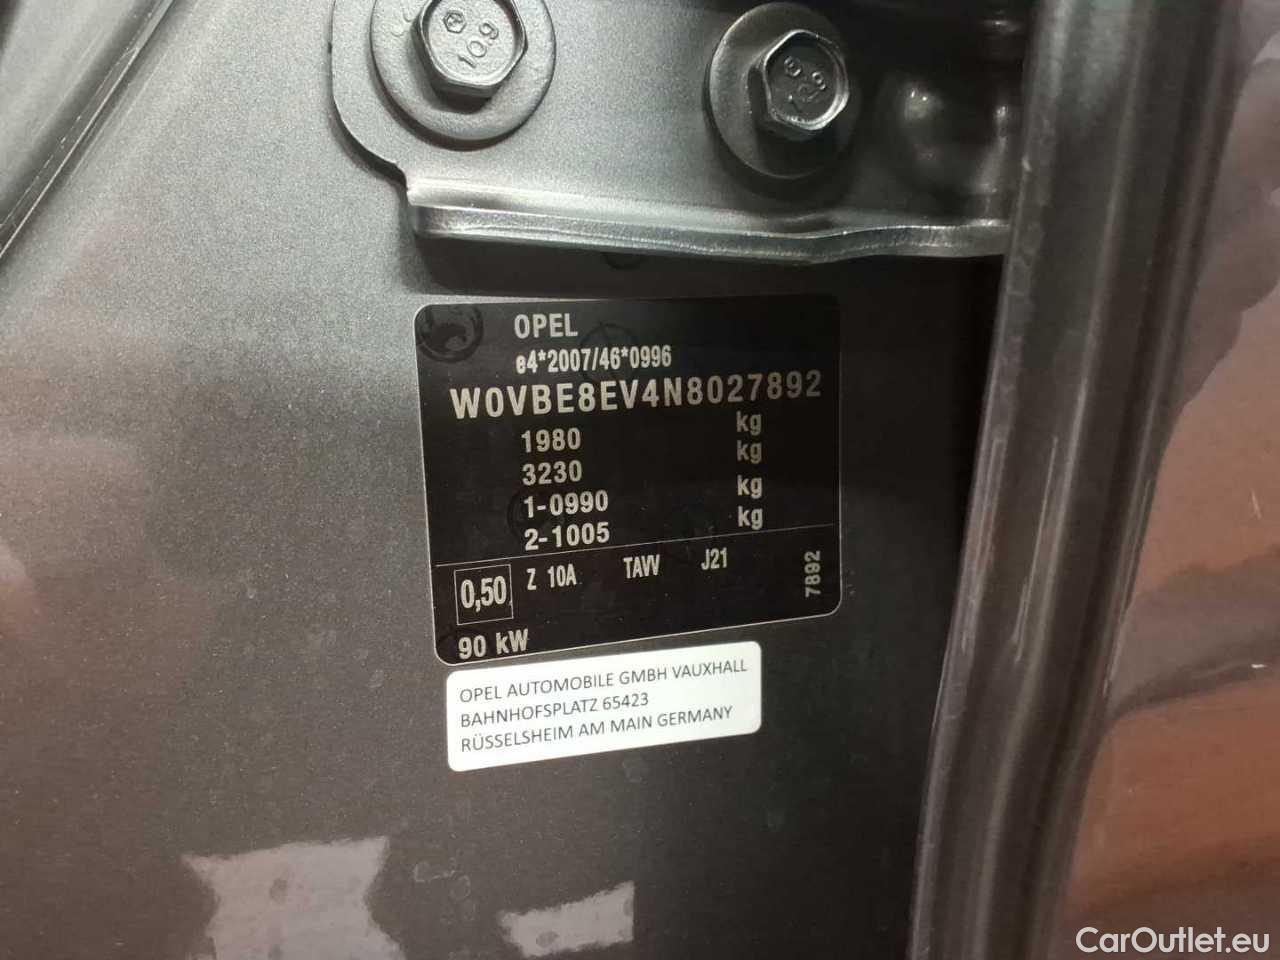 109
109
OPEL
e4*2007/46*0996
W0VBE8EV4N8027892
1980 kg
3230 kg
1-0990 kg
2-1005 kg
0,50 Z 10A TAVV J21
7892
90 kW
OPEL AUTOMOBILE GMBH VAUXHALL
BAHNHOFSPLATZ 65423
RÜSSELSHEIM AM MAIN GERMANY
CarOutlet.eu